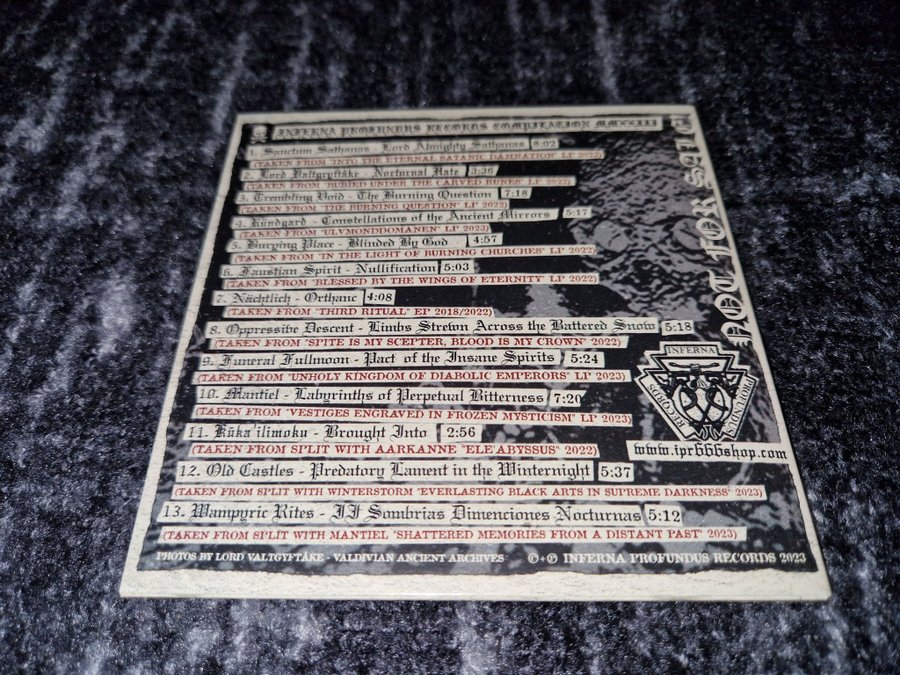 INFERNA PROFUNDUS RECORDS COMPILATION MMXXIII
1. Sanctum Sathanas - Lord Almighty Sathanas 5:02
(TAKEN FROM "INTO THE ETERNAL SATANIC DAMNATION" LP 2023)
2. Lord Valtgryftåke - Nocturnal Hate 3:36
(TAKEN FROM "BURIED UNDER THE CARVED RUNES" LP 2022)
3. Trembling Void - The Burning Question 7:18
(TAKEN FROM "THE BURNING QUESTION" LP 2022)
4. Rúndgard - Constellations of the Ancient Mirrors 5:17
(TAKEN FROM "ULVMONDDOMANEN" LP 2023)
5. Burying Place - Blinded By God 4:57
(TAKEN FROM "IN THE LIGHT OF BURNING CHURCHES" LP 2022)
6. Faustian Spirit - Nullification 5:03
(TAKEN FROM "BLESSED BY THE WINGS OF ETERNITY" LP 2022)
7. Nächtlich - Orthanc 4:08
(TAKEN FROM "THIRD RITUAL" EP 2018/2022)
8. Oppressive Descent - Limbs Strewn Across the Battered Snow 5:18
(TAKEN FROM "SPITE IS MY SCEPTER, BLOOD IS MY CROWN" 2022)
9. Funeral Fullmoon - Pact of the Insane Spirits 5:24
(TAKEN FROM "UNHOLY KINGDOM OF DIABOLIC EMPERORS" LP 2023)
10. Mantiel - Labyrinths of Perpetual Bitterness 7:20
(TAKEN FROM "VESTIGES ENGRAVED IN FROZEN MYSTICISM" LP 2023)
11. Kūka'ilimoku - Brought Into 2:56
(TAKEN FROM SPLIT WITH AARKANNE "ELE'ABYSSUS" 2022)
12. Old Castles - Predatory Lament in the Winternight 5:37
(TAKEN FROM SPLIT WITH WINTERSTORM "EVERLASTING BLACK ARTS IN SUPREME DARKNESS" 2023)
13. Wampyric Rites - II Sombrias Dimenciones Nocturnas 5:12
(TAKEN FROM SPLIT WITH MANTIEL "SHATTERED MEMORIES FROM A DISTANT PAST" 2023)
PHOTOS BY LORD VALTGYFTÅKE - VALDIVIAN ANCIENT ARCHIVES
©+℗ INFERNA PROFUNDUS RECORDS 2023
NOT FOR SALE
INFERNA
PROFUNDUS
RECORDS
www.ipr666shop.com